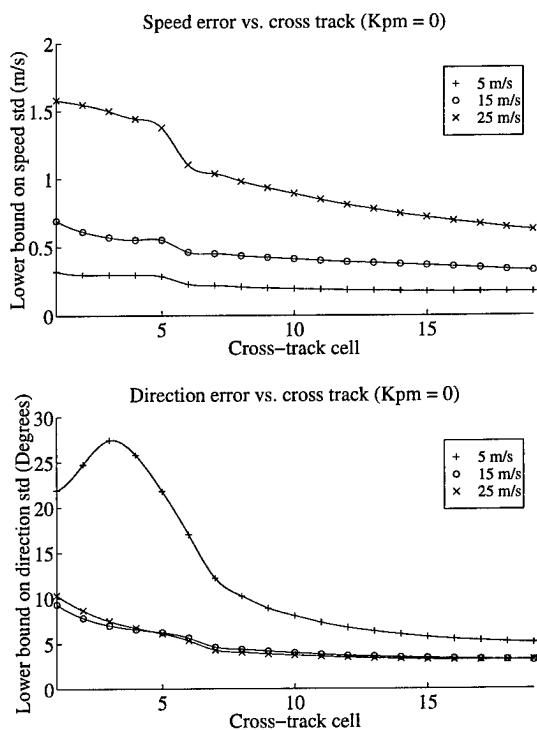 Speed error vs. cross track (Kpm = 0)
Lower bound on speed std (m/s)
2
1.5
1
0.5
0
5 m/s
15 m/s
25 m/s
5
10
15
Cross-track cell
Direction error vs. cross track (Kpm = 0)
Lower bound on direction std (Degrees)
30
25
20
15
10
5
0
5 m/s
15 m/s
25 m/s
5
10
15
Cross-track cell